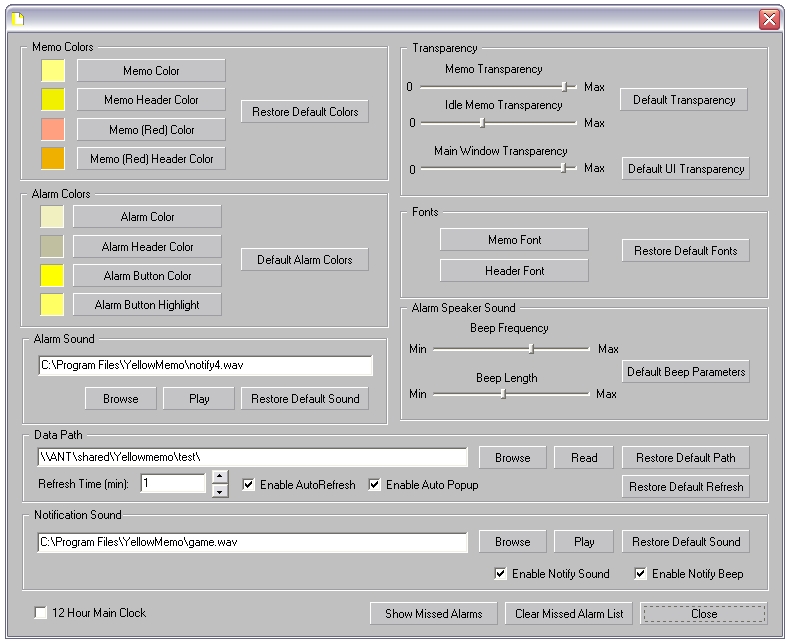 Memo Colors
Memo Color
Memo Header Color
Memo (Red) Color
Memo (Red) Header Color
Restore Default Colors
Transparency
Memo Transparency
0 Max
Idle Memo Transparency
0 Max
Default Transparency
Main Window Transparency
0 Max
Default UI Transparency
Alarm Colors
Alarm Color
Alarm Header Color
Alarm Button Color
Alarm Button Highlight
Default Alarm Colors
Fonts
Memo Font
Header Font
Restore Default Fonts
Alarm Speaker Sound
Beep Frequency
Min Max
Beep Length
Min Max
Default Beep Parameters
Alarm Sound
C:\Program Files\YellowMemo\notify4.wav
Browse Play Restore Default Sound
Data Path
\\ANT\shared\Yellowmemo\test\
Browse Read Restore Default Path
Refresh Time (min): 1 Enable AutoRefresh Enable Auto Popup Restore Default Refresh
Notification Sound
C:\Program Files\YellowMemo\game.wav
Browse Play Restore Default Sound
Enable Notify Sound Enable Notify Beep
12 Hour Main Clock Show Missed Alarms Clear Missed Alarm List Close